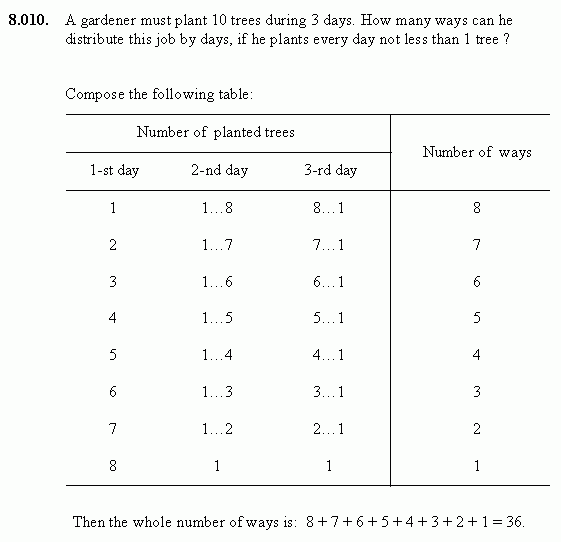 8.010. A gardener must plant 10 trees during 3 days. How many ways can he
distribute this job by days, if he plants every day not less than 1 tree ?
Compose the following table:
Number of planted trees
Number of ways
1-st day 2-nd day 3-rd day
1 1...8 8...1 8
2 1...7 7...1 7
3 1...6 6...1 6
4 1...5 5...1 5
5 1...4 4...1 4
6 1...3 3...1 3
7 1...2 2...1 2
8 1 1 1
Then the whole number of ways is: 8 + 7 + 6 + 5 + 4 + 3 + 2 + 1 = 36.